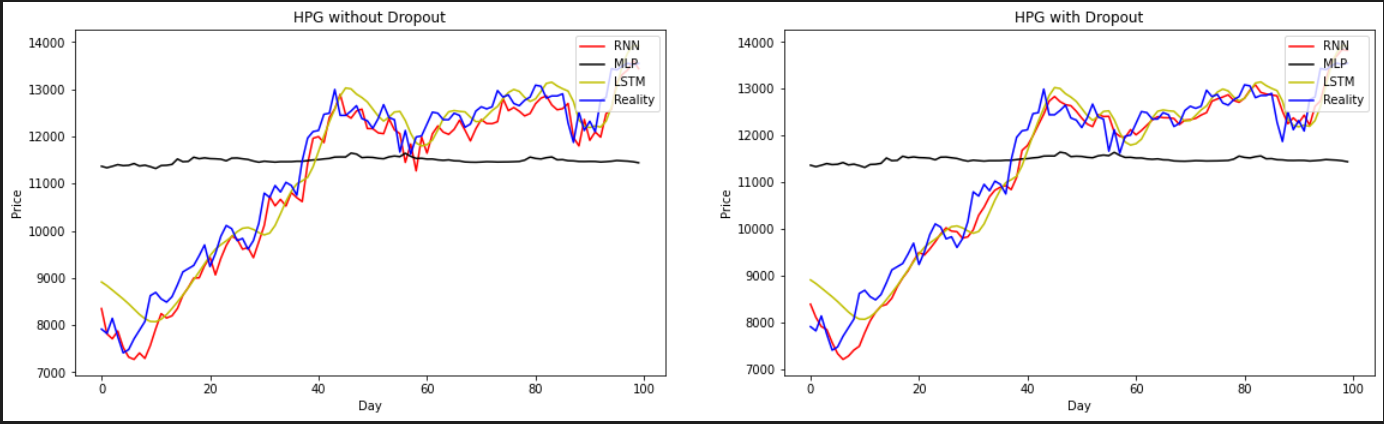 HPG without Dropout
14000
13000
12000
11000
10000
9000
8000
7000
Price
0 20 40 60 80 100
Day
RNN
MLP
LSTM
Reality
HPG with Dropout
14000
13000
12000
11000
10000
9000
8000
7000
Price
0 20 40 60 80 100
Day
RNN
MLP
LSTM
Reality